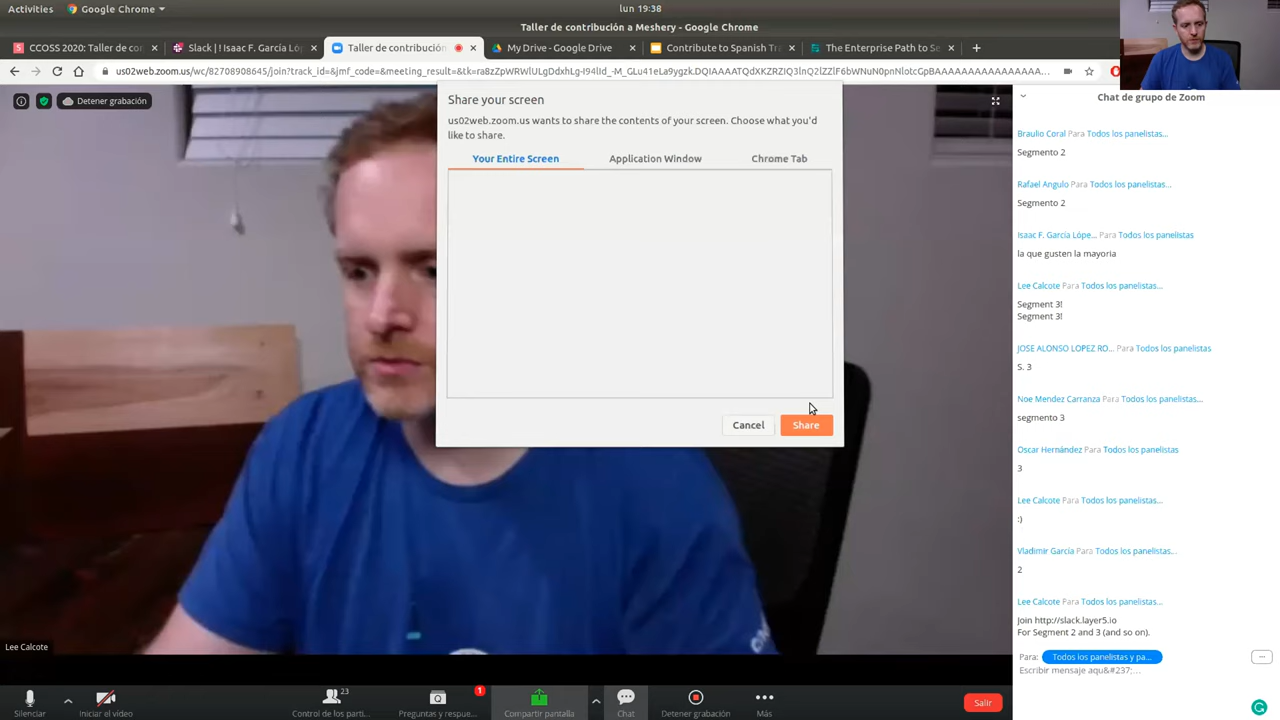 Activities
Google Chrome
lun 19:38
Taller de contribución a Meshery - Google Chrome
CCOSS 2020: Taller de con
Slack | ! Isaac F. García Ló
Taller de contribución
My Drive - Google Drive
Contribute to Spanish Tra
The Enterprise Path to Se
Detener grabación
Share your screen
us02web.zoom.us wants to share the contents of your screen. Choose what you'd
like to share.
Your Entire Screen
Application Window
Chrome Tab
Cancel
Share
Lee Calcote
Chat de grupo de Zoom
Braulio Coral Para Todos los panelistas...
Segmento 2
Rafael Angulo Para Todos los panelistas...
Segmento 2
Isaac F. García Lópe... Para Todos los panelistas
la que gusten la mayoria
Lee Calcote Para Todos los panelistas...
Segment 3!
Segment 3!
JOSE ALONSO LOPEZ RO... Para Todos los panelistas
S. 3
Noe Mendez Carranza Para Todos los panelistas...
segmento 3
Oscar Hernández Para Todos los panelistas
3
Lee Calcote Para Todos los panelistas...
:)
Vladimir García Para Todos los panelistas...
2
Lee Calcote Para Todos los panelistas...
Join http://slack.layer5.io
For Segment 2 and 3 (and so on).
Para: Todos los panelistas y pa...
Escribir mensaje aqu&#237;...
Silenciar
Iniciar el video
23
Control de los parti...
1
Preguntas y respue...
Compartir pantalla
Chat
Detener grabación
Más
Salir